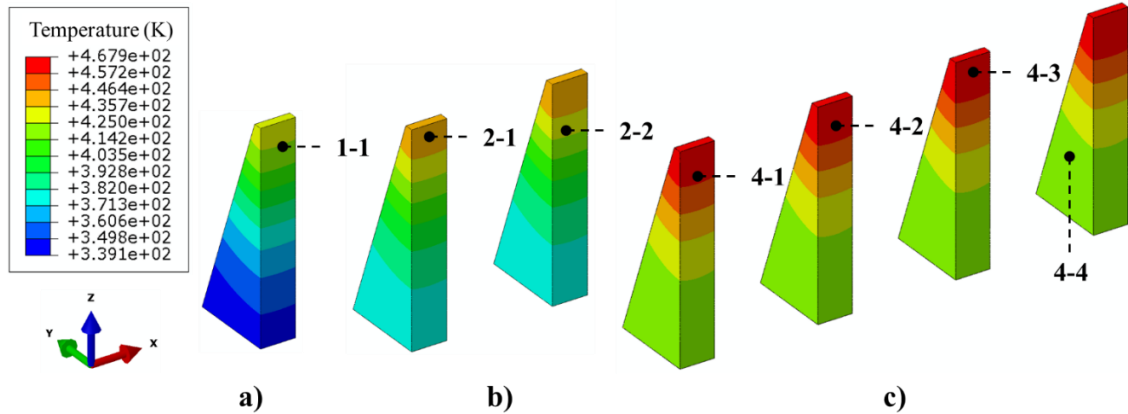 Temperature (K)
+4.679e+02
+4.572e+02
+4.464e+02
+4.357e+02
+4.250e+02
+4.142e+02
+4.035e+02
+3.928e+02
+3.820e+02
+3.713e+02
+3.606e+02
+3.498e+02
+3.391e+02
1-1
2-1
2-2
4-1
4-2
4-3
4-4
Z
Y
X
a)
b)
c)